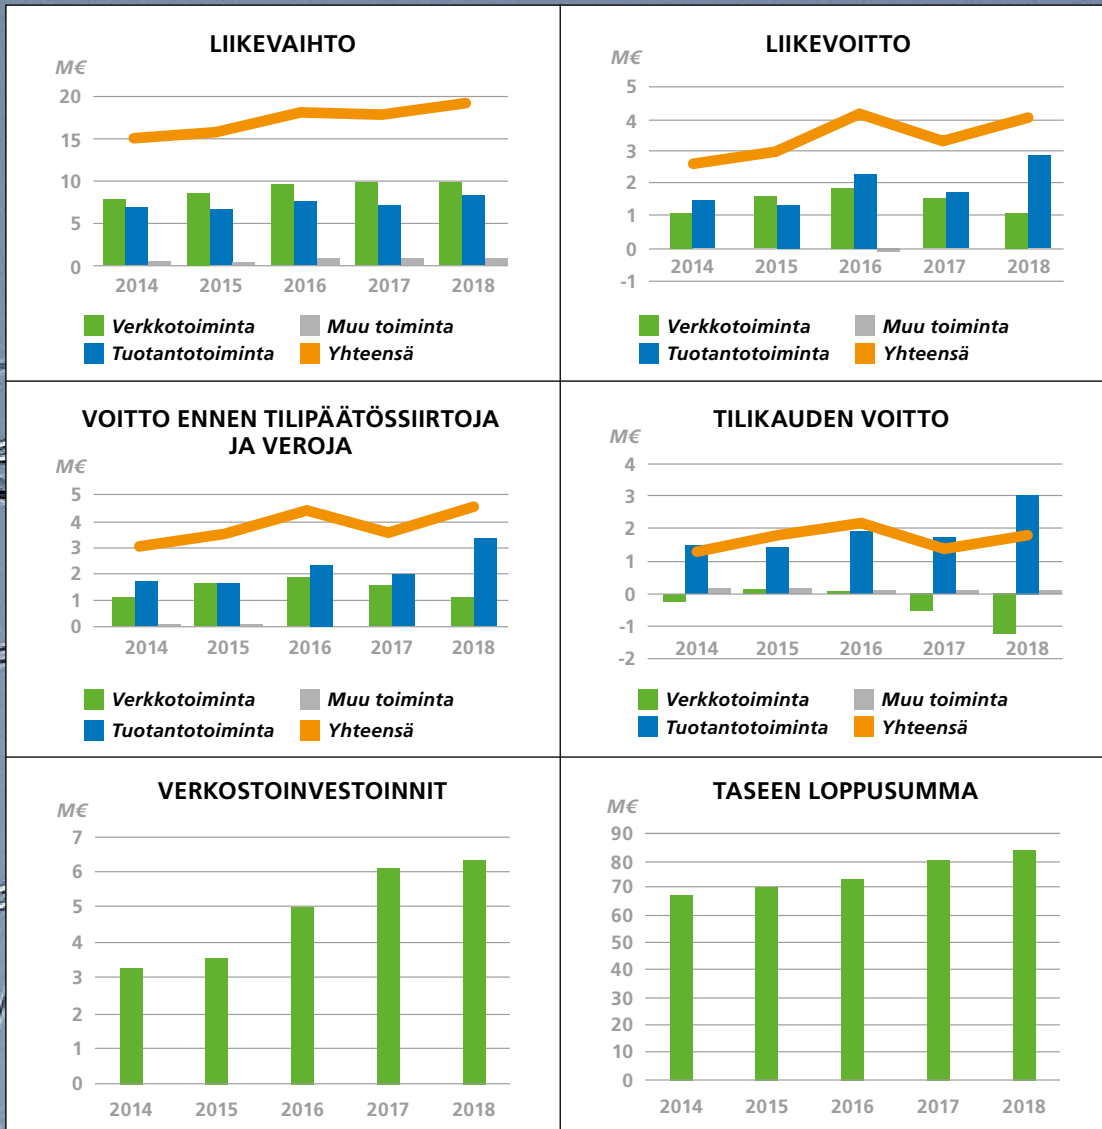 LIIKEVAIHTO
M€
20
15
10
5
0
2014 2015 2016 2017 2018
Verkkotoiminta Muu toiminta
Tuotantotoiminta Yhteensä
LIIKEVOITTO
M€
5
4
3
2
1
0
-1
2014 2015 2016 2017 2018
Verkkotoiminta Muu toiminta
Tuotantotoiminta Yhteensä
VOITTO ENNEN TILIPÄÄTÖSSIIRTOJA
JA VEROJA
M€
5
4
3
2
1
0
2014 2015 2016 2017 2018
Verkkotoiminta Muu toiminta
Tuotantotoiminta Yhteensä
TILIKAUDEN VOITTO
M€
4
3
2
1
0
-1
-2
2014 2015 2016 2017 2018
Verkkotoiminta Muu toiminta
Tuotantotoiminta Yhteensä
VERKOSTOINVESTOINNIT
M€
7
6
5
4
3
2
1
0
2014 2015 2016 2017 2018
TASEEN LOPPUSUMMA
M€
90
80
70
60
50
40
30
20
10
0
2014 2015 2016 2017 2018